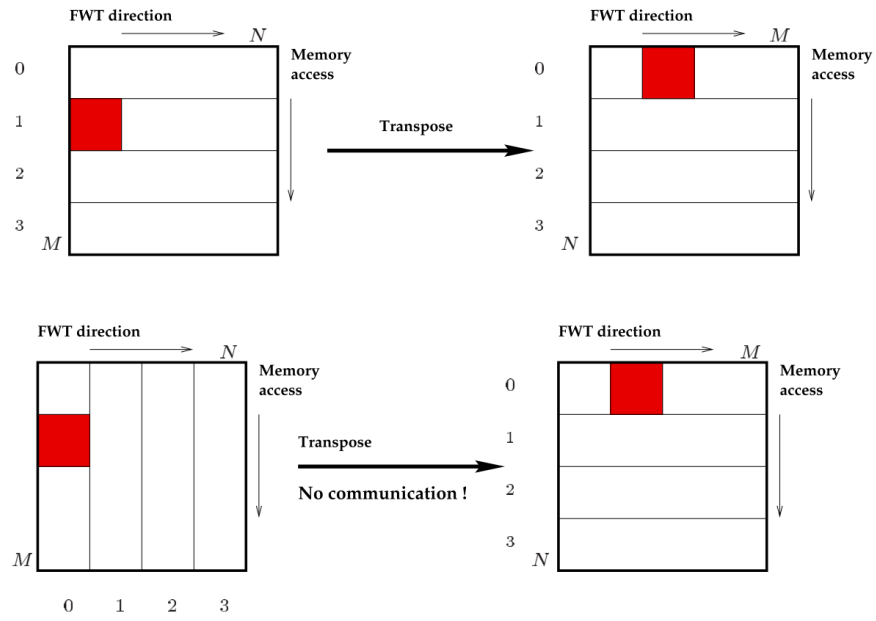 FWT direction
N
Memory
access
0
1
2
3
M
Transpose
FWT direction
M
Memory
access
0
1
2
3
N
FWT direction
N
Memory
access
M
0 1 2 3
Transpose
No communication !
FWT direction
M
Memory
access
0
1
2
3
N